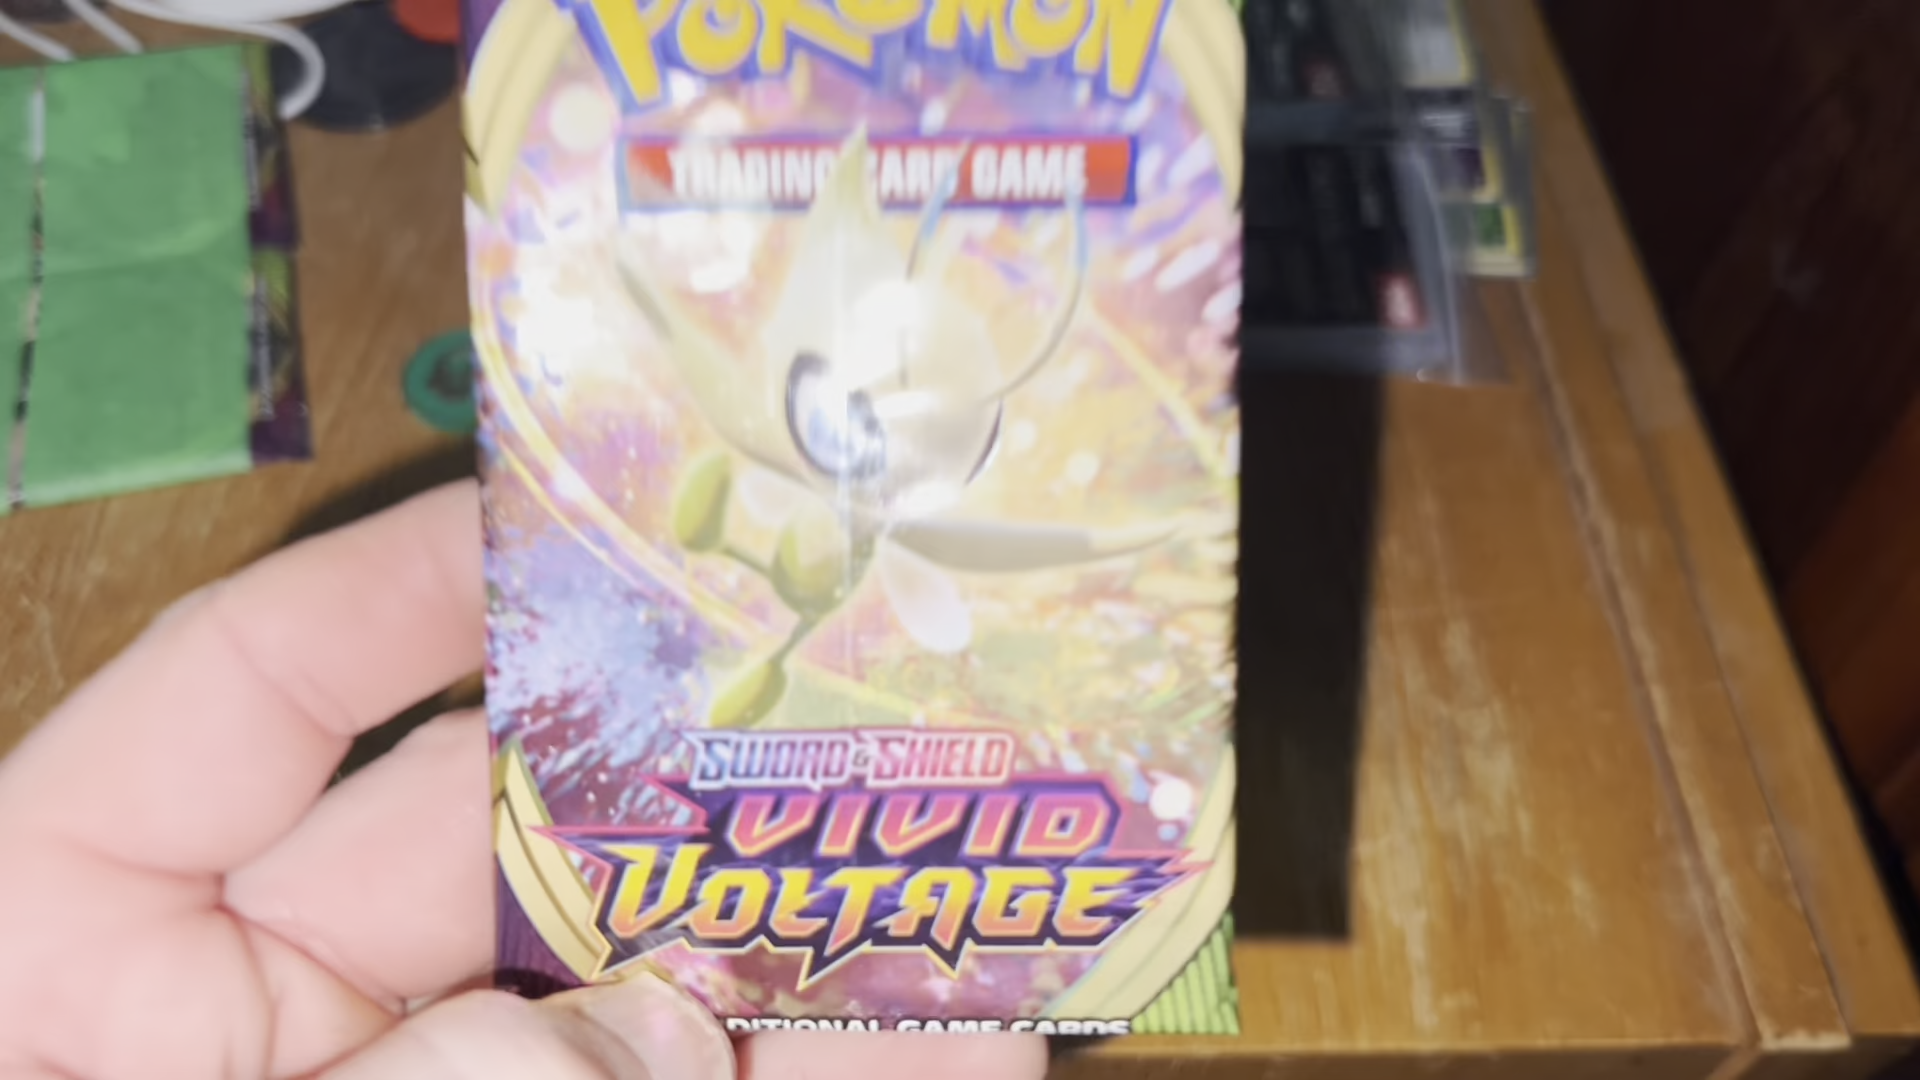 POKÉMON
TRADING CARD GAME
SWORD & SHIELD
VIVID
VOLTAGE
DITIONAL GAME CARDS